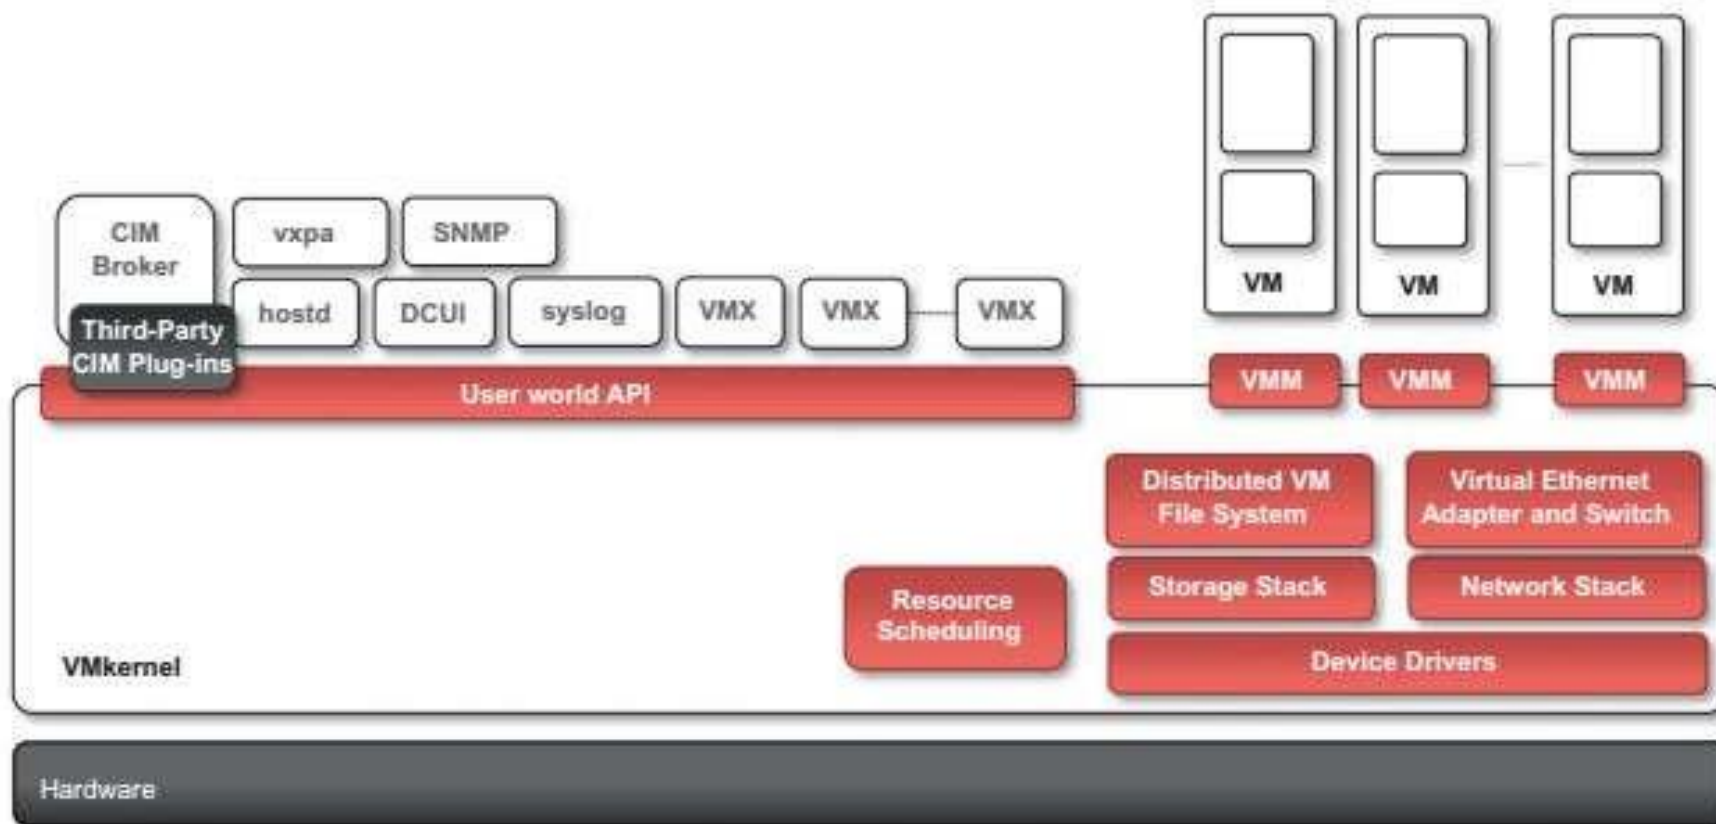 CIM
Broker
vxpa
SNMP
Third-Party
CIM Plug-ins
hostd
DCUI
syslog
VMX
VMX
VMX
VM
VM
VM
User world API
VMM
VMM
VMM
Distributed VM
File System
Virtual Ethernet
Adapter and Switch
Resource
Scheduling
Storage Stack
Network Stack
Device Drivers
VMkernel
Hardware